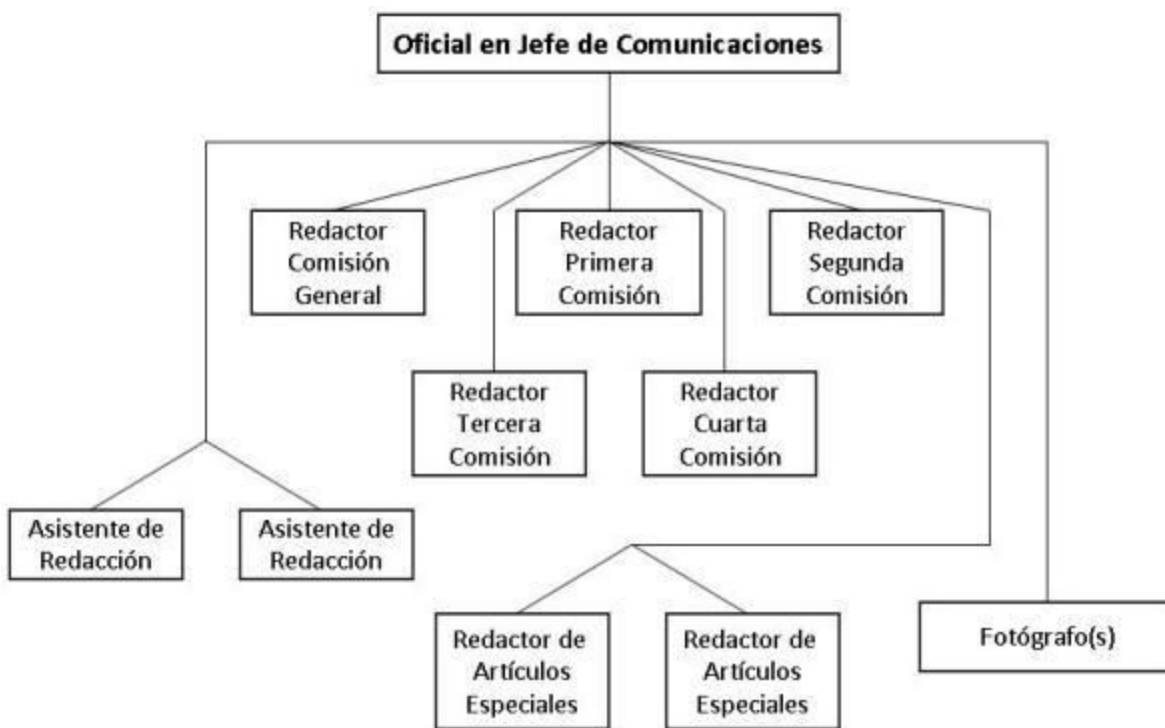 Oficial en Jefe de Comunicaciones
Redactor
Comisión
General
Redactor
Primera
Comisión
Redactor
Segunda
Comisión
Redactor
Tercera
Comisión
Redactor
Cuarta
Comisión
Asistente de
Redacción
Asistente de
Redacción
Redactor de
Artículos
Especiales
Redactor de
Artículos
Especiales
Fotógrafo(s)